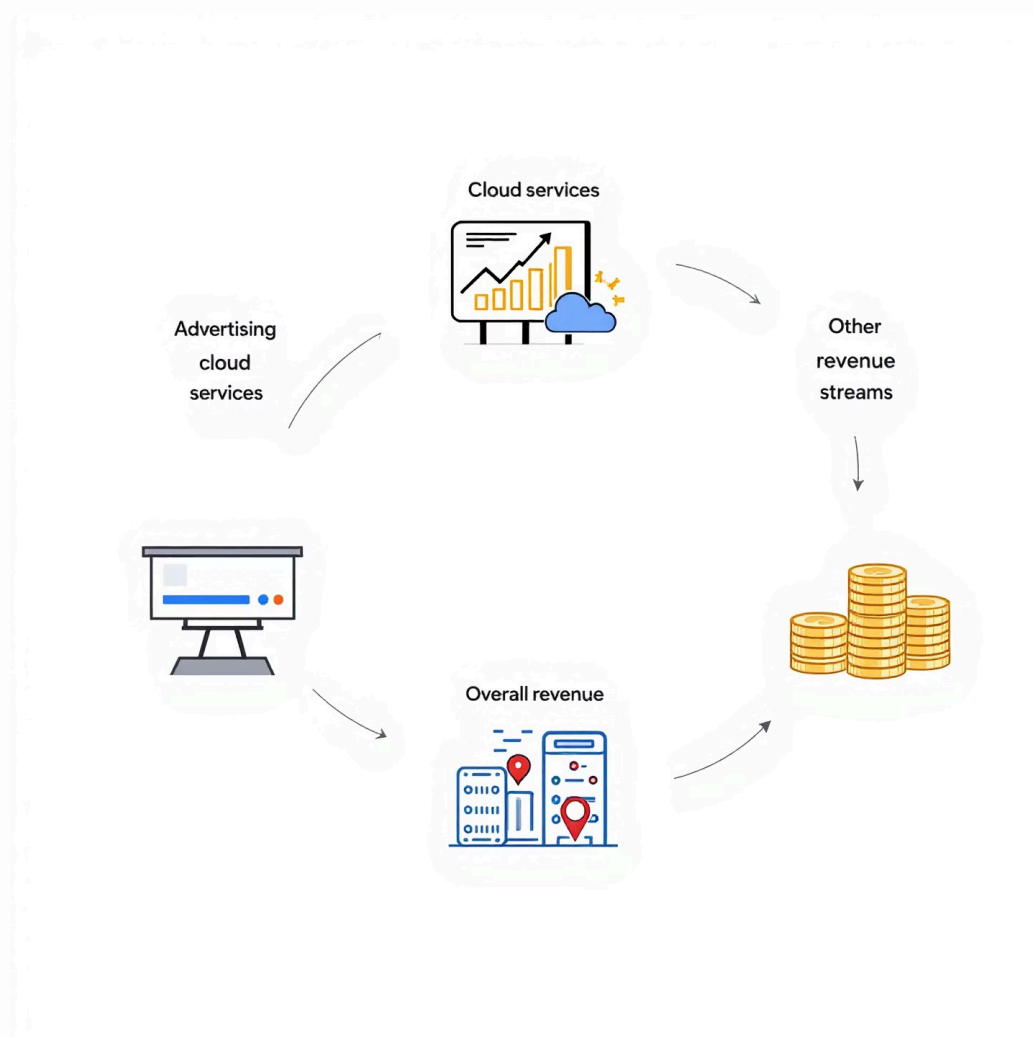 Cloud services
Advertising
cloud
services
Other
revenue
streams
Overall revenue